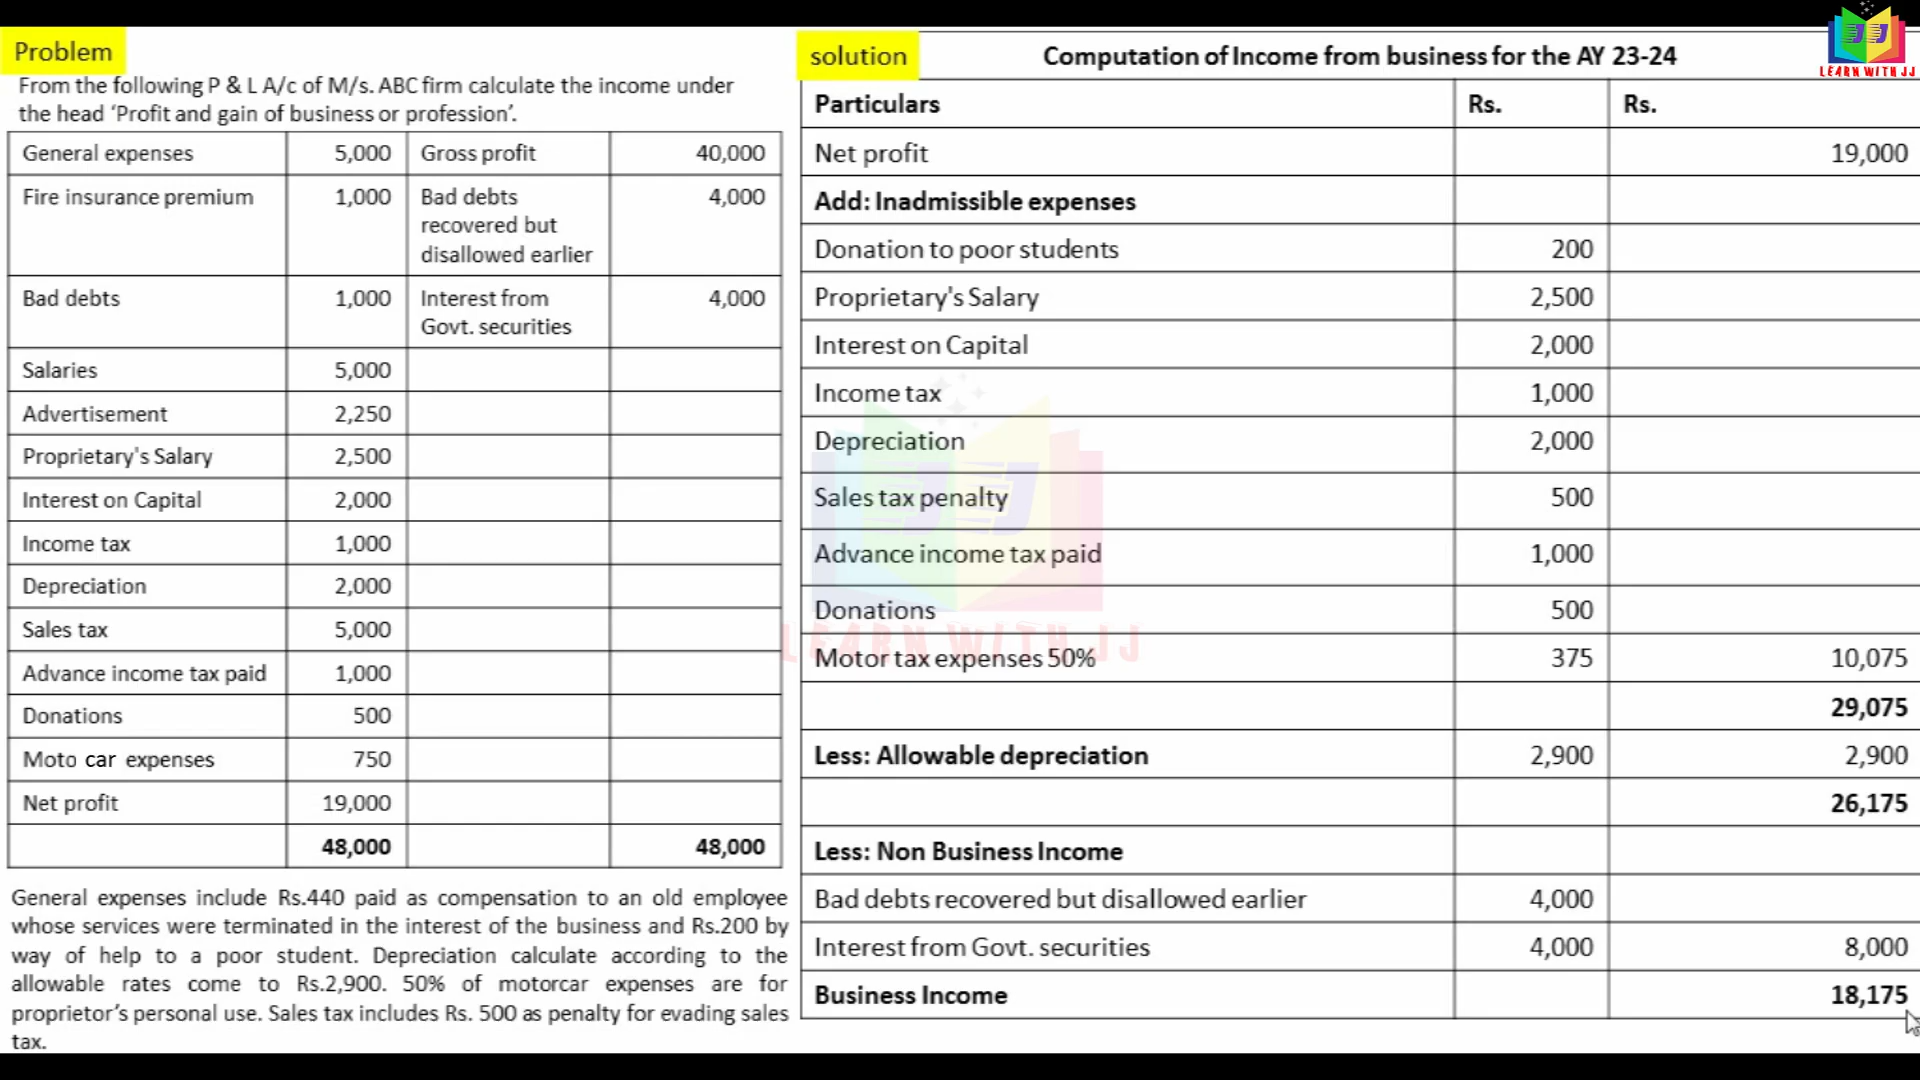 Problem
From the following P & L A/c of M/s. ABC firm calculate the income under
the head ‘Profit and gain of business or profession’.
General expenses 5,000 Gross profit 40,000
Fire insurance premium 1,000 Bad debts 4,000
recovered but
disallowed earlier
Bad debts 1,000 Interest from 4,000
Govt. securities
Salaries 5,000
Advertisement 2,250
Proprietary's Salary 2,500
Interest on Capital 2,000
Income tax 1,000
Depreciation 2,000
Sales tax 5,000
Advance income tax paid 1,000
Donations 500
Moto car expenses 750
Net profit 19,000
48,000 48,000
General expenses include Rs.440 paid as compensation to an old employee
whose services were terminated in the interest of the business and Rs.200 by
way of help to a poor student. Depreciation calculate according to the
allowable rates come to Rs.2,900. 50% of motorcar expenses are for
proprietor’s personal use. Sales tax includes Rs. 500 as penalty for evading sales
tax.
solution
Computation of Income from business for the AY 23-24
Particulars Rs. Rs.
Net profit 19,000
Add: Inadmissible expenses
Donation to poor students 200
Proprietary's Salary 2,500
Interest on Capital 2,000
Income tax 1,000
Depreciation 2,000
Sales tax penalty 500
Advance income tax paid 1,000
Donations 500
Motor tax expenses 50% 375 10,075
29,075
Less: Allowable depreciation 2,900 2,900
26,175
Less: Non Business Income
Bad debts recovered but disallowed earlier 4,000
Interest from Govt. securities 4,000 8,000
Business Income 18,175
JJ
LEARN WITH JJ
JJ
LEARN WITH JJ